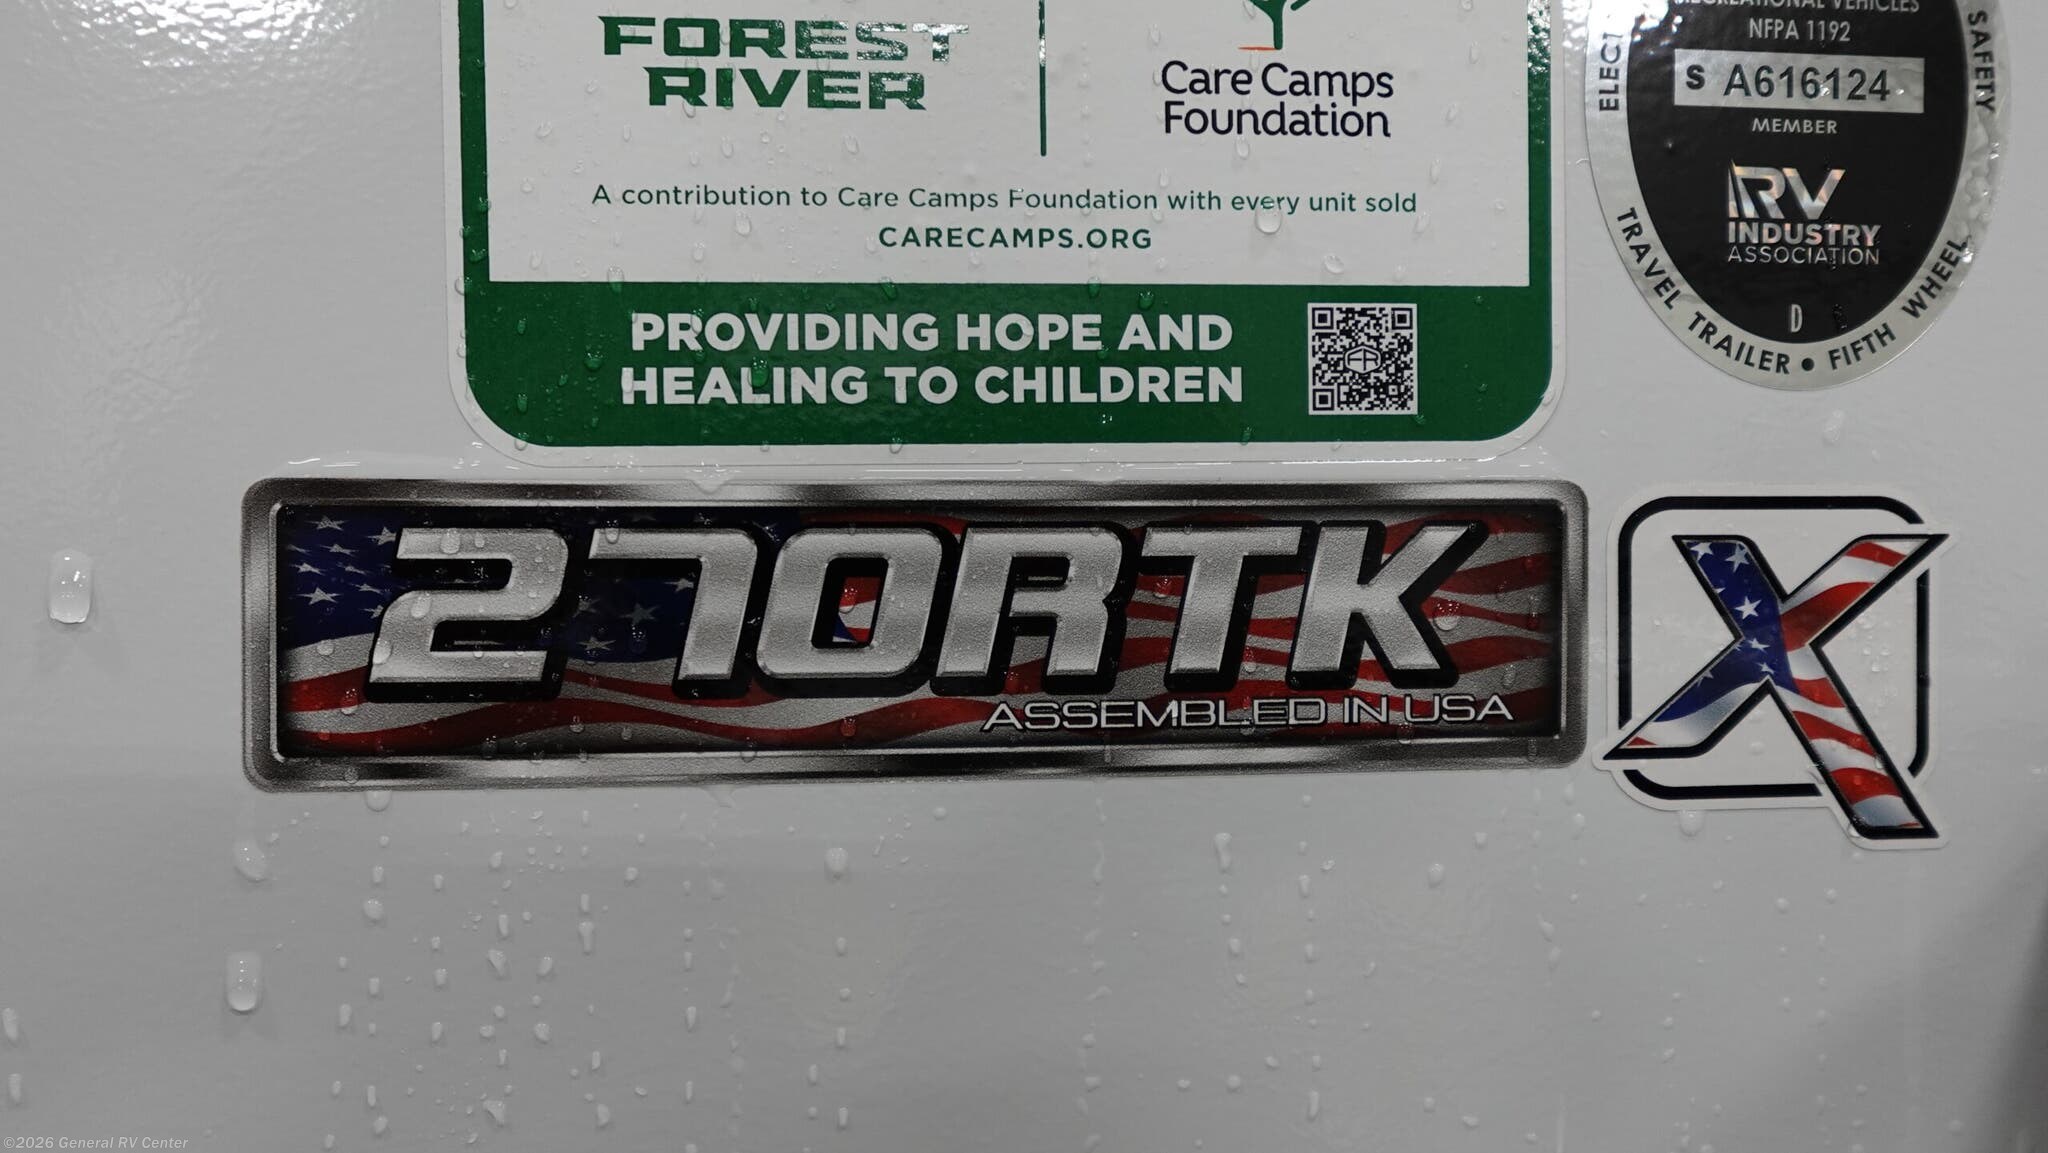 FOREST
RIVER
Care Camps
Foundation
A contribution to Care Camps Foundation with every unit sold
CARECAMPS.ORG
PROVIDING HOPE AND
HEALING TO CHILDREN
RECREATIONAL VEHICLES
NFPA 1192
S A616124
MEMBER
RV
INDUSTRY
ASSOCIATION
D
SAFETY
TRAVEL TRAILER • FIFTH WHEEL
270RTK
ASSEMBLED IN USA
X
©2026 General RV Center